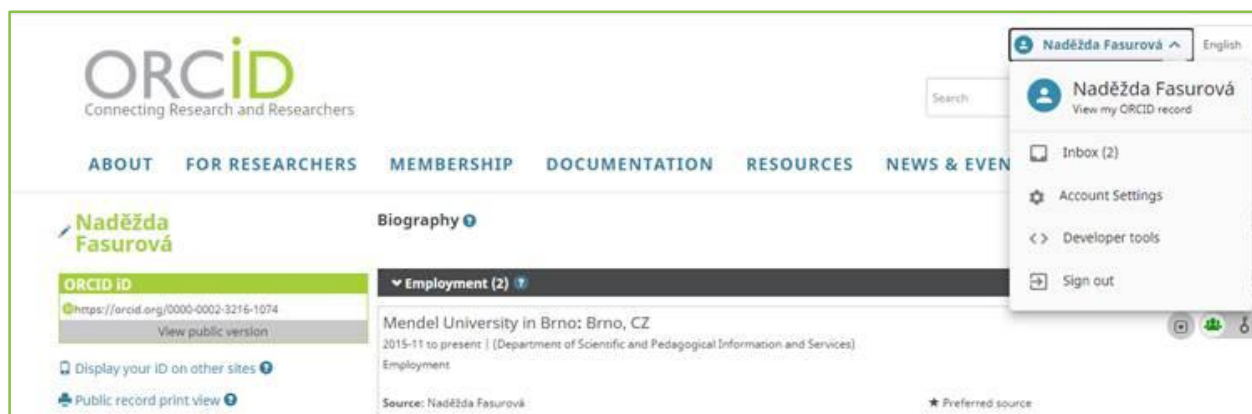 ORCID
Connecting Research and Researchers
Naděžda Fasurová
English
Search
Naděžda Fasurová
View my ORCID record
Inbox (2)
Account Settings
Developer tools
Sign out
ABOUT FOR RESEARCHERS MEMBERSHIP DOCUMENTATION RESOURCES NEWS & EVEN
Naděžda
Fasurová
ORCID iD
https://orcid.org/0000-0002-3216-1074
View public version
Display your iD on other sites
Public record print view
Biography
Employment (2)
Mendel University in Brno: Brno, CZ
2015-11 to present | (Department of Scientific and Pedagogical Information and Services)
Employment
Source: Naděžda Fasurová
★ Preferred source